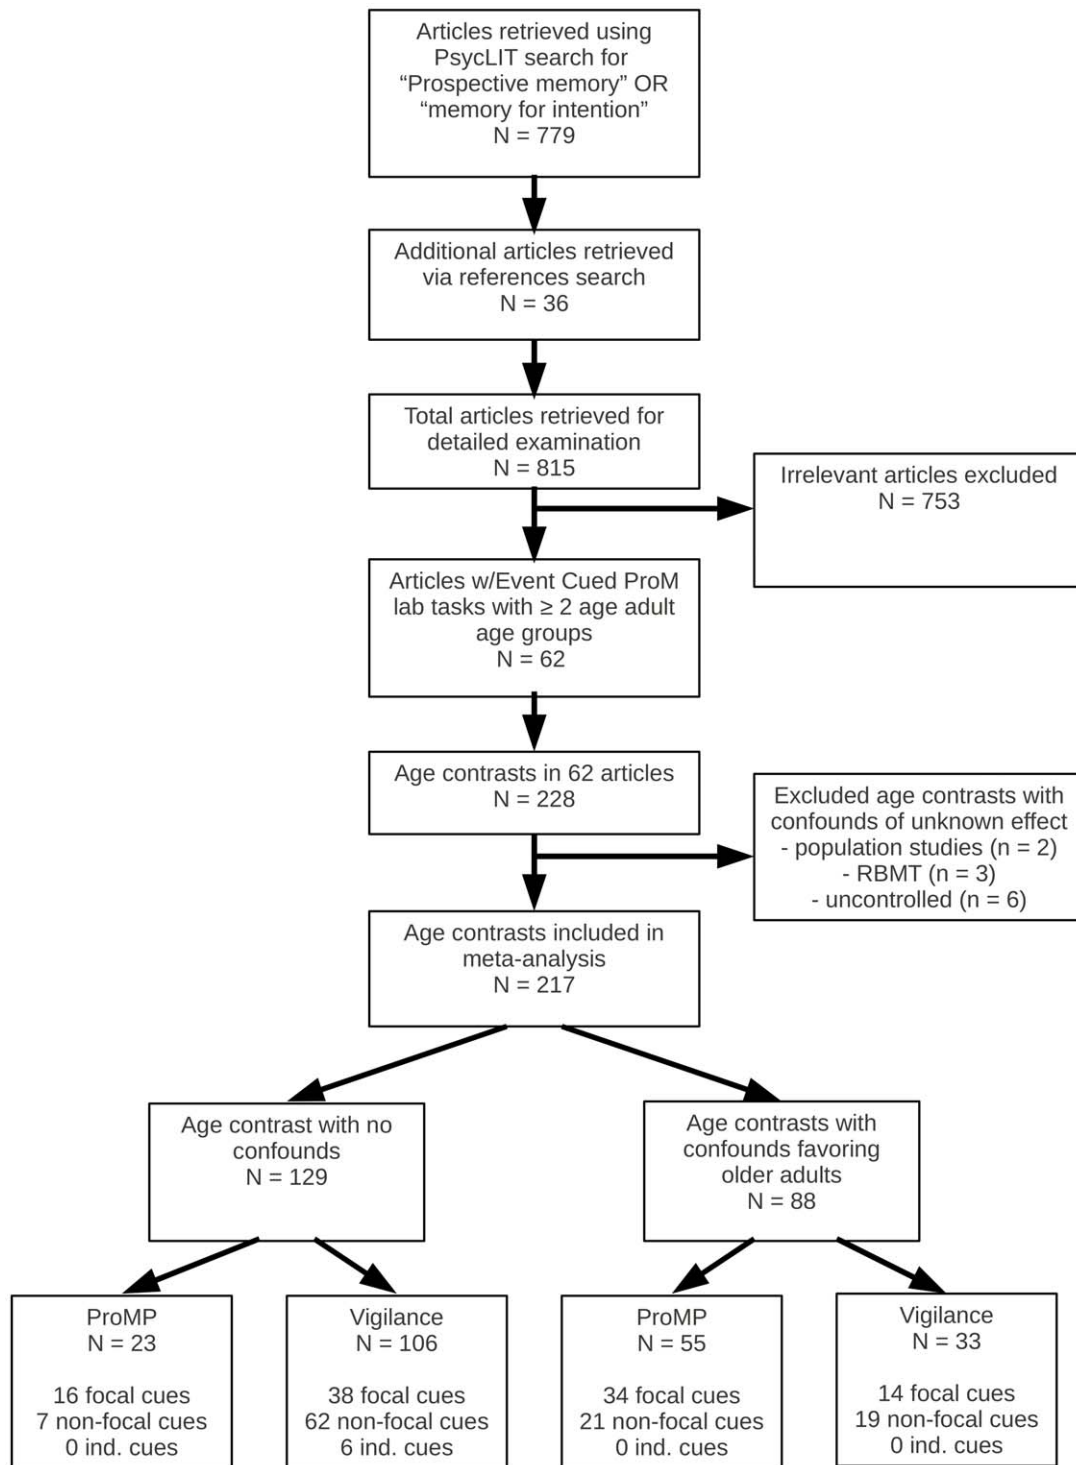 Articles retrieved using
PsycLIT search for
“Prospective memory” OR
“memory for intention”
N = 779
Additional articles retrieved
via references search
N = 36
Total articles retrieved for
detailed examination
N = 815
Irrelevant articles excluded
N = 753
Articles w/Event Cued ProM
lab tasks with ≥ 2 age adult
age groups
N = 62
Age contrasts in 62 articles
N = 228
Excluded age contrasts with
confounds of unknown effect
- population studies (n = 2)
- RBMT (n = 3)
- uncontrolled (n = 6)
Age contrasts included in
meta-analysis
N = 217
Age contrast with no
confounds
N = 129
Age contrasts with
confounds favoring
older adults
N = 88
ProMP
N = 23
16 focal cues
7 non-focal cues
0 ind. cues
Vigilance
N = 106
38 focal cues
62 non-focal cues
6 ind. cues
ProMP
N = 55
34 focal cues
21 non-focal cues
0 ind. cues
Vigilance
N = 33
14 focal cues
19 non-focal cues
0 ind. cues